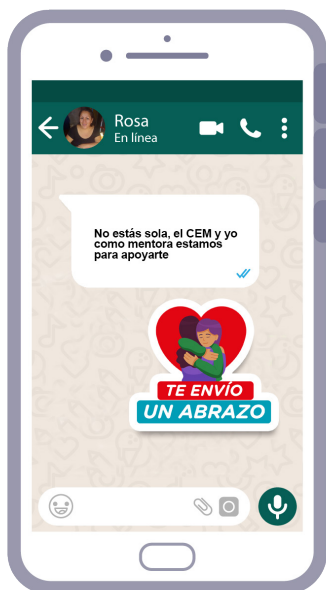 Rosa
En línea
No estás sola, el CEM y yo
como mentora estamos
para apoyarte
TE ENVÍO
UN ABRAZO